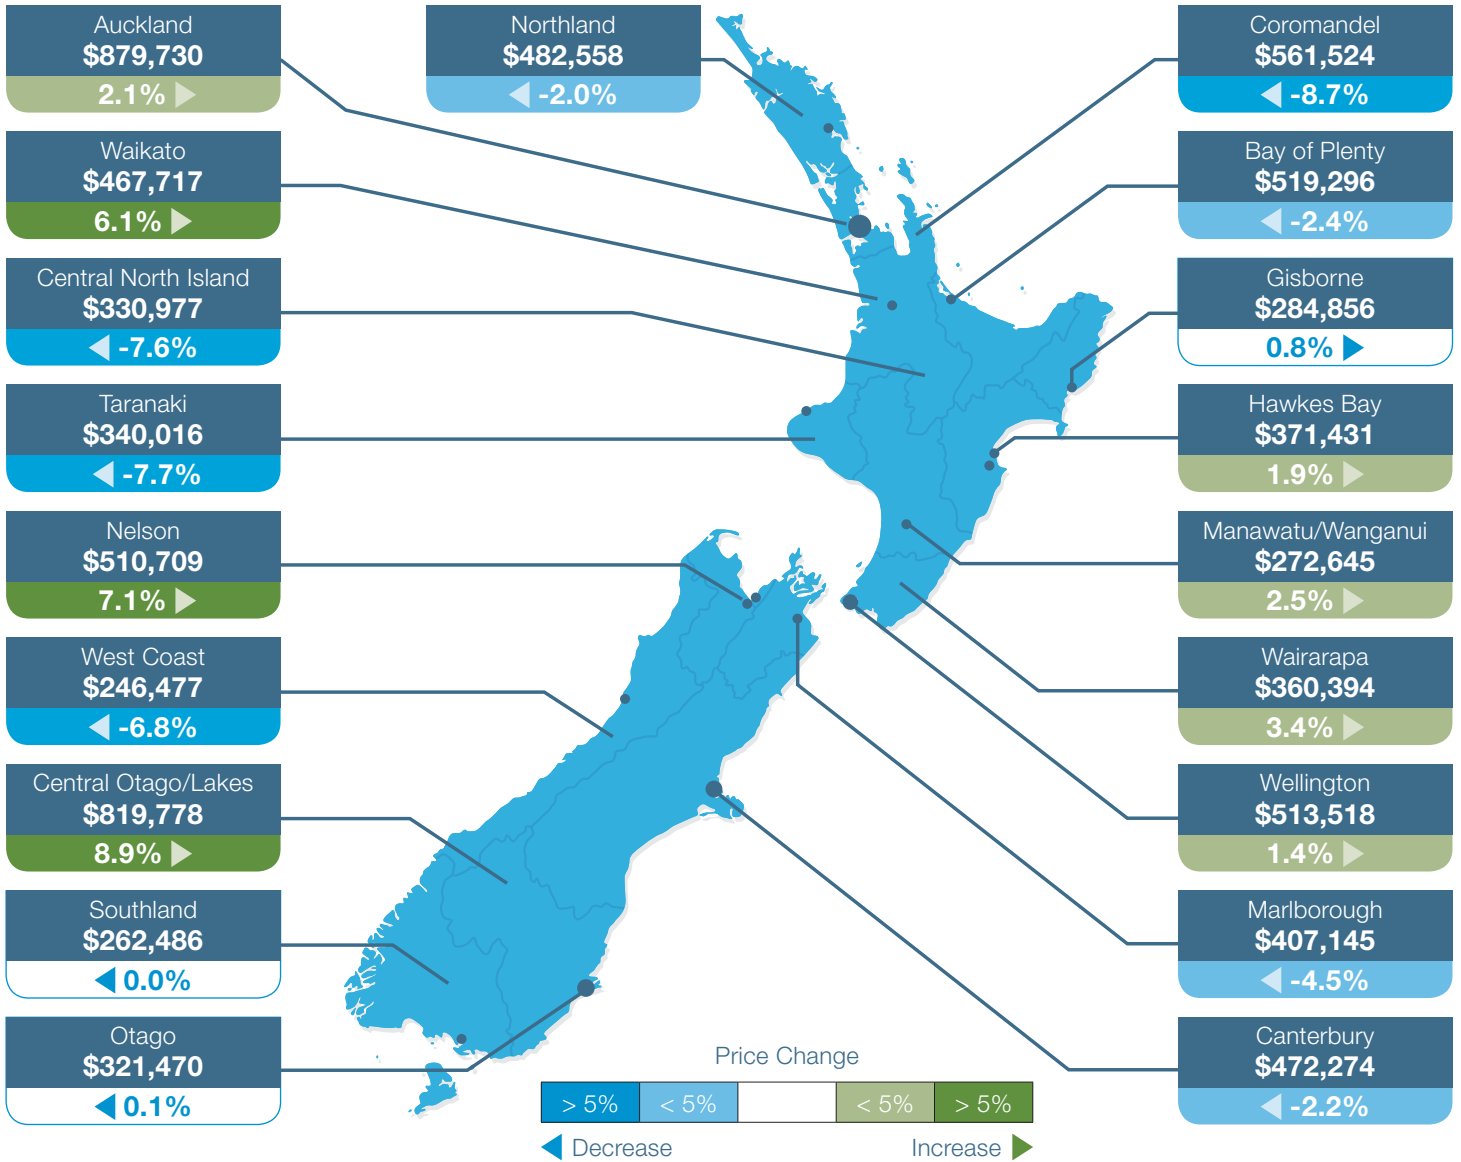 Auckland
$879,730
2.1%
Northland
$482,558
-2.0%
Coromandel
$561,524
-8.7%
Waikato
$467,717
6.1%
Bay of Plenty
$519,296
-2.4%
Central North Island
$330,977
-7.6%
Gisborne
$284,856
0.8%
Taranaki
$340,016
-7.7%
Hawkes Bay
$371,431
1.9%
Nelson
$510,709
7.1%
Manawatu/Wanganui
$272,645
2.5%
West Coast
$246,477
-6.8%
Wairarapa
$360,394
3.4%
Central Otago/Lakes
$819,778
8.9%
Wellington
$513,518
1.4%
Southland
$262,486
0.0%
Marlborough
$407,145
-4.5%
Otago
$321,470
0.1%
Canterbury
$472,274
-2.2%
Price Change
> 5% < 5% < 5% > 5%
Decrease Increase